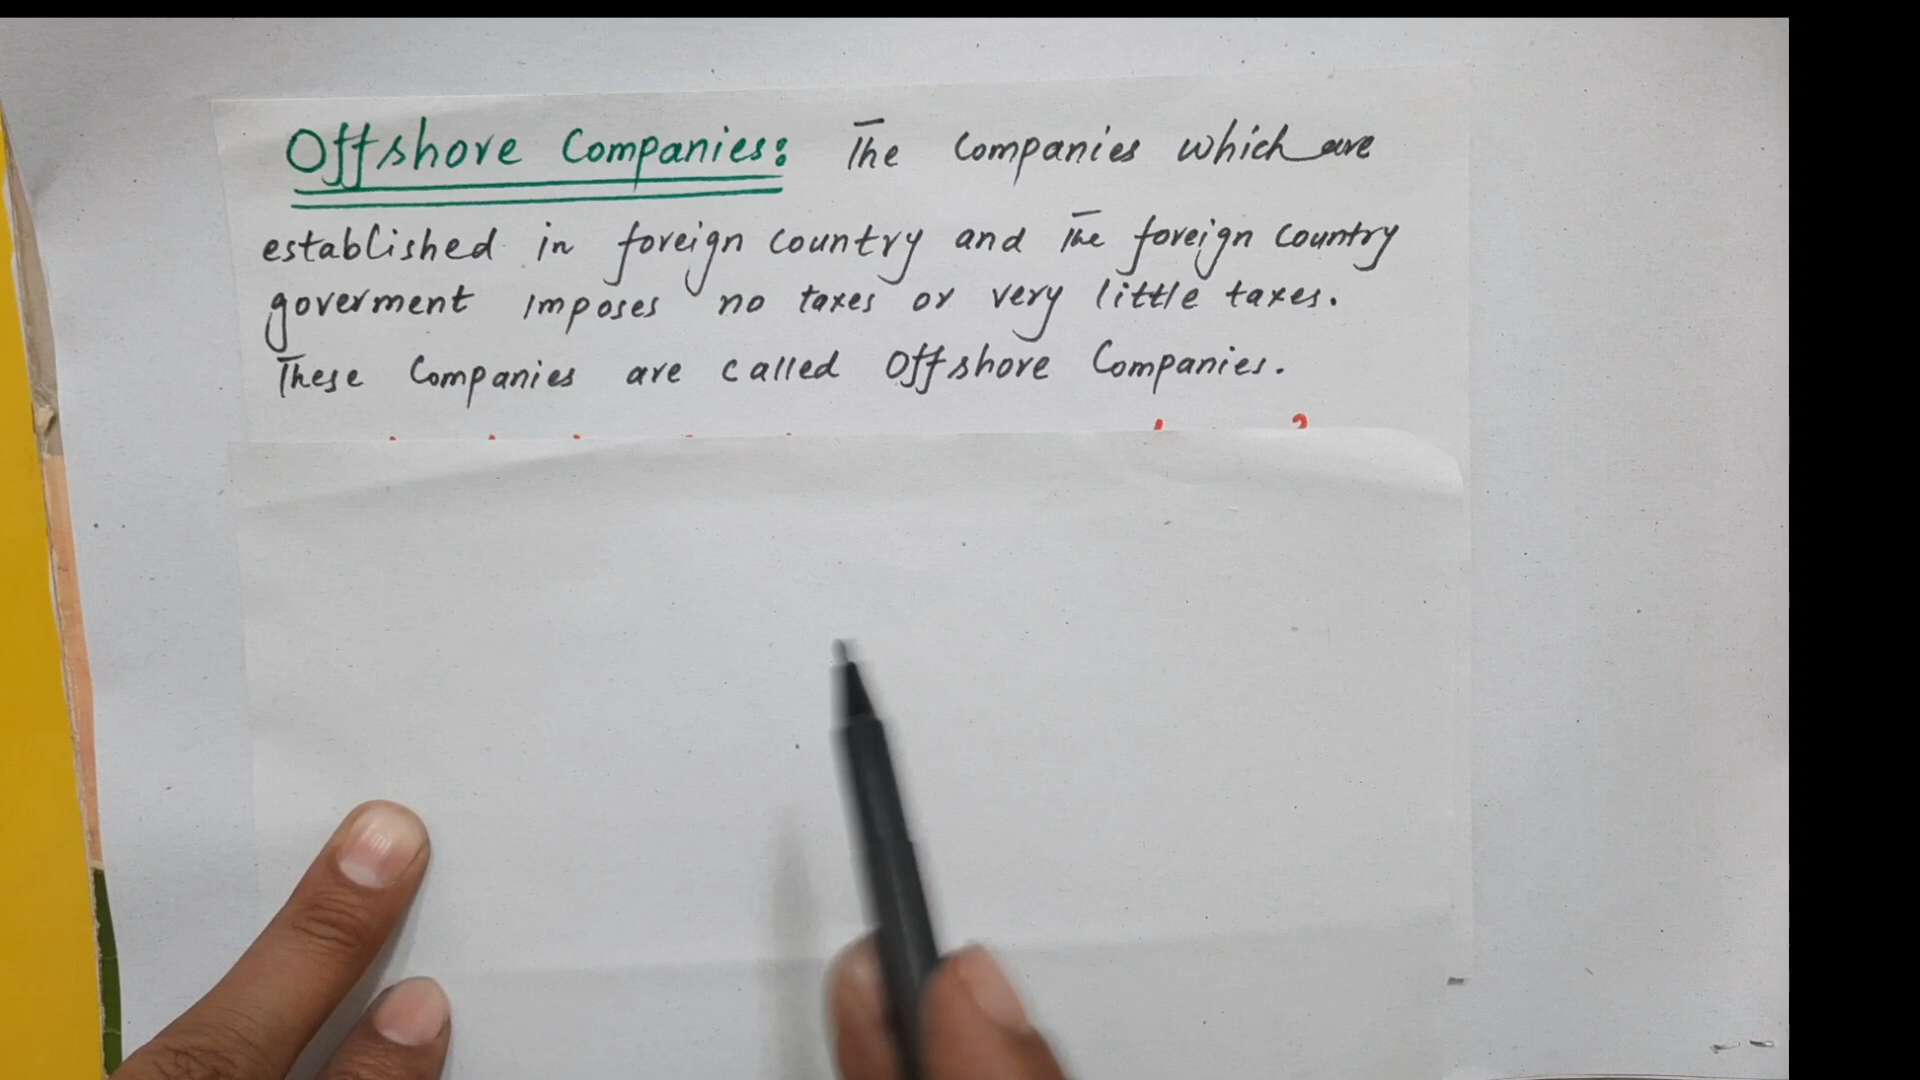 Offshore Companies: The Companies which are
established in foreign country and the foreign country
goverment imposes no taxes or very little taxes.
These Companies are called Offshore Companies.